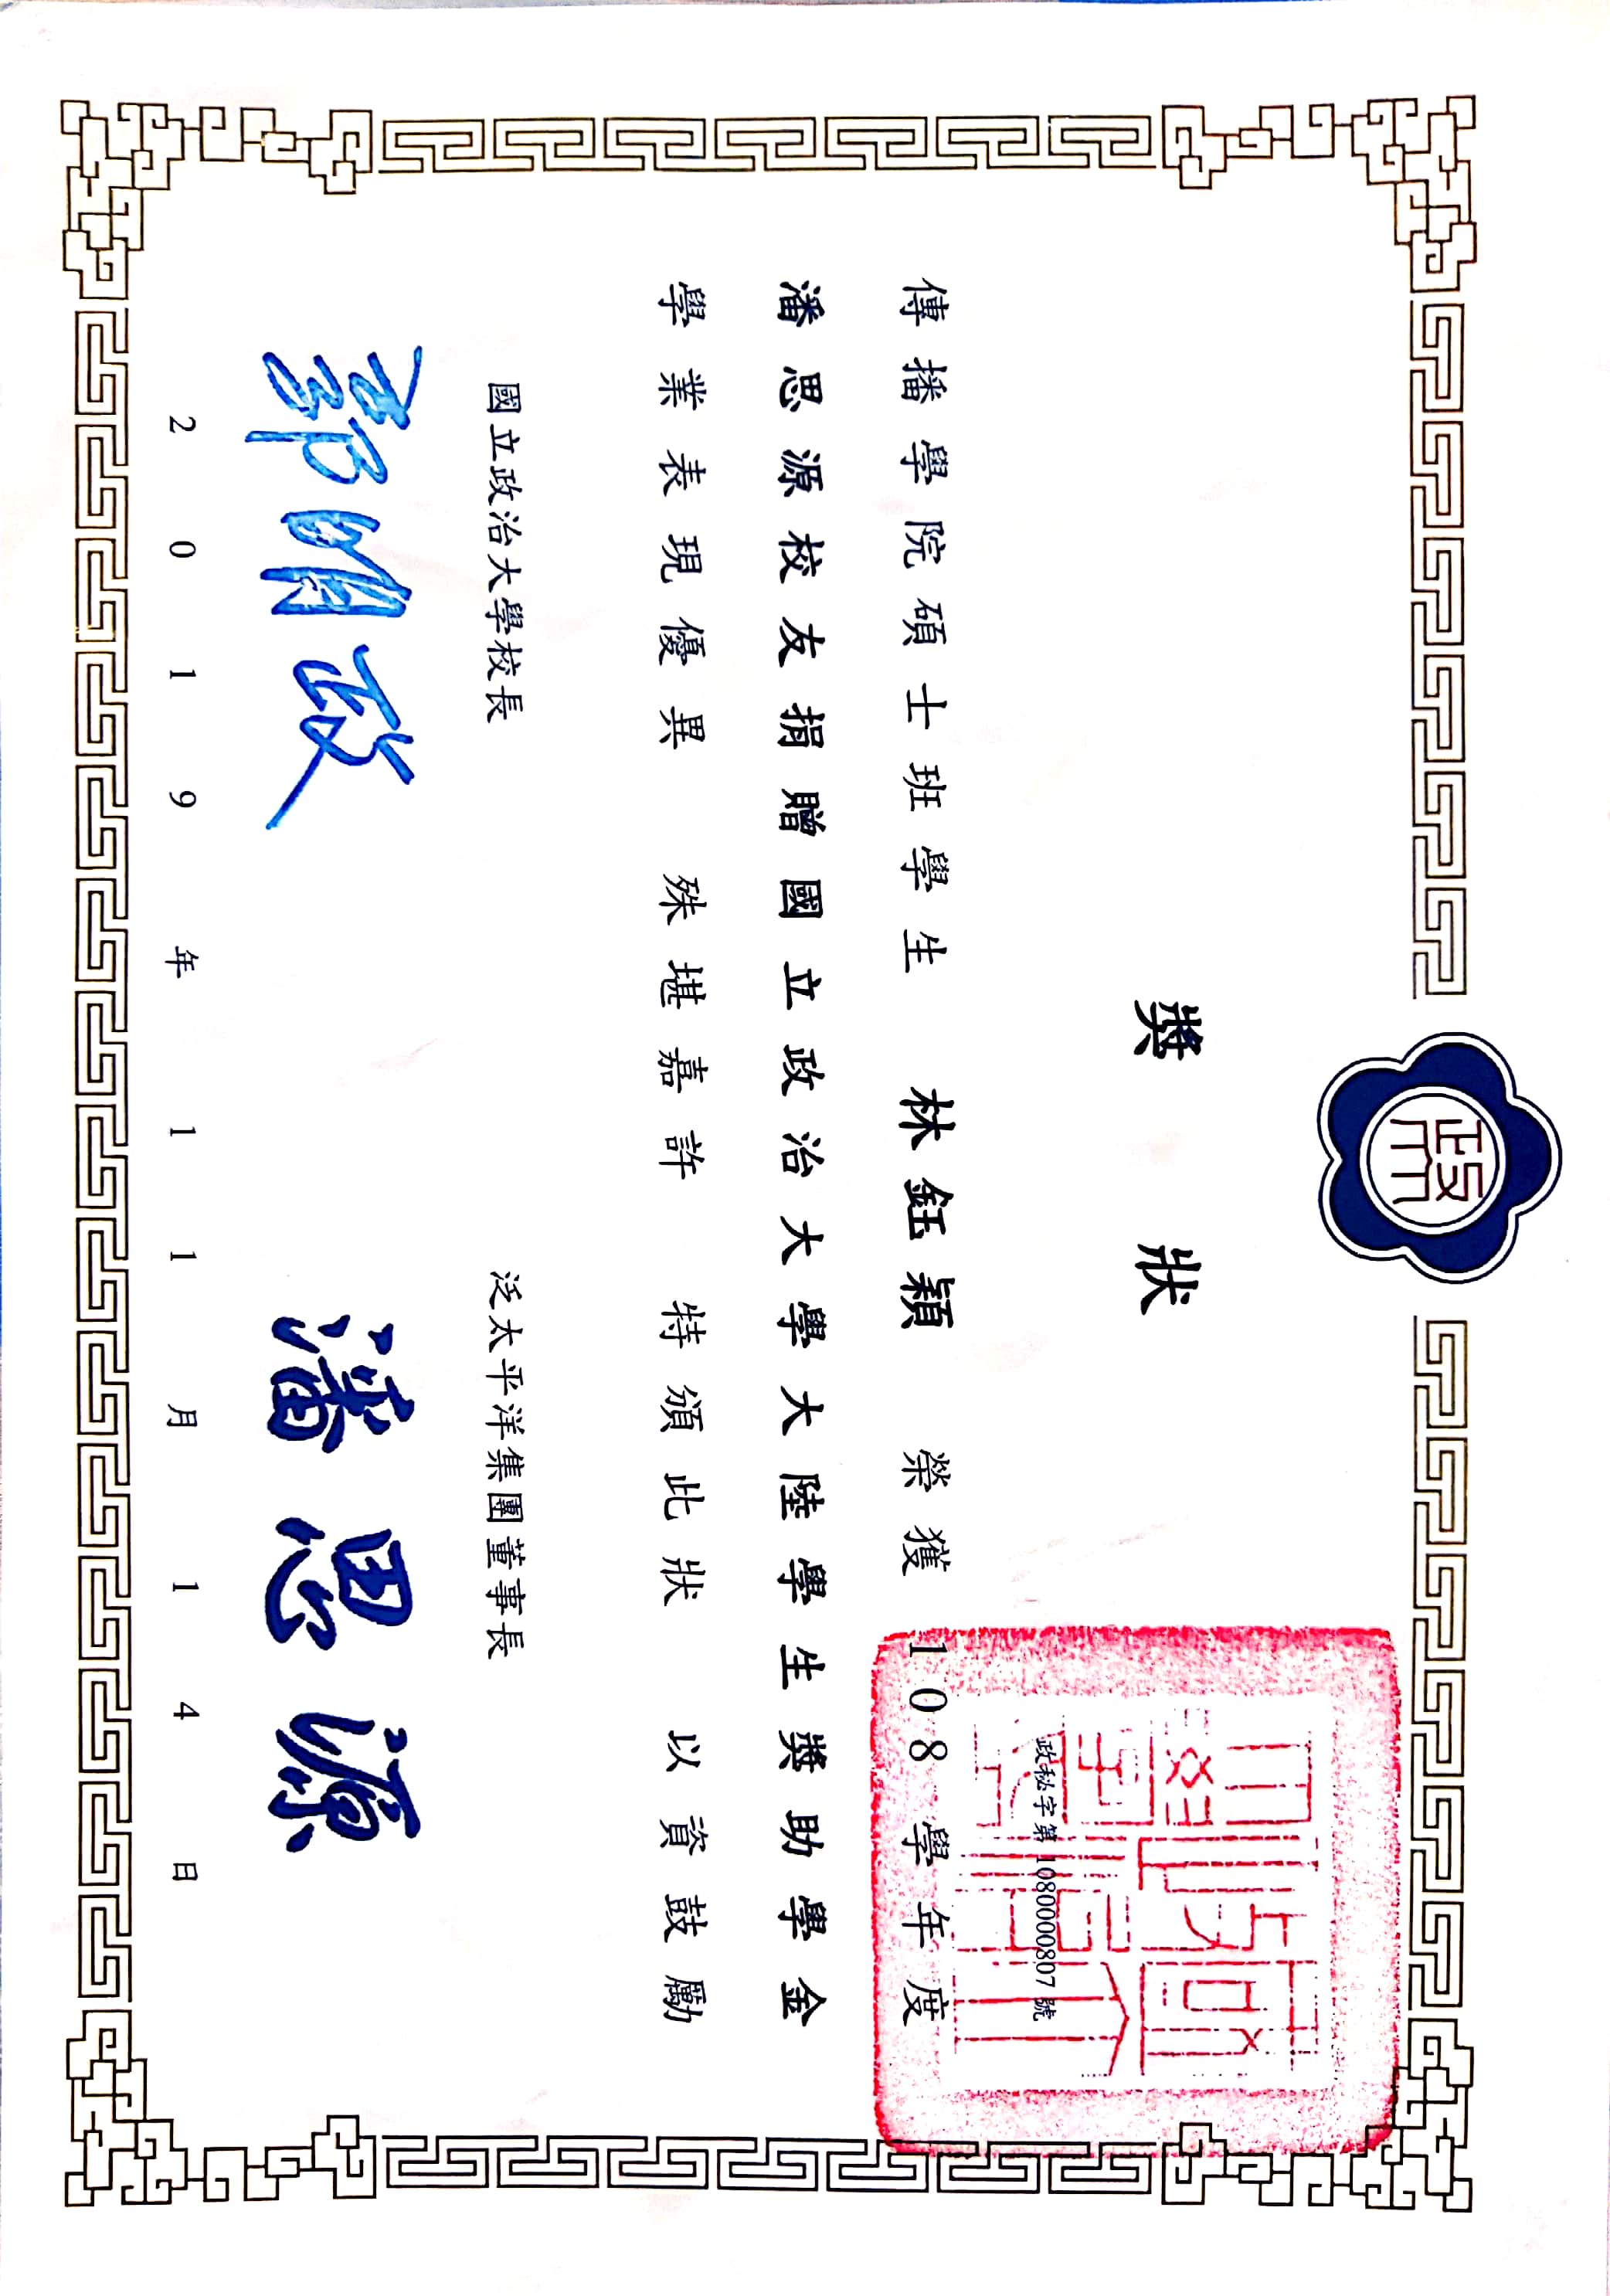 政大
獎狀
政秘字第1080000807號
傳播學院碩士班學生 林鈺穎 榮獲 108 學年度
潘思源校友捐贈國立政治大學大陸學生獎助學金
學業表現優異 殊堪嘉許 特頒此狀 以資鼓勵
國立政治大學校長 泛太平洋集團董事長
郭明政 潘思源
2019年11月14日